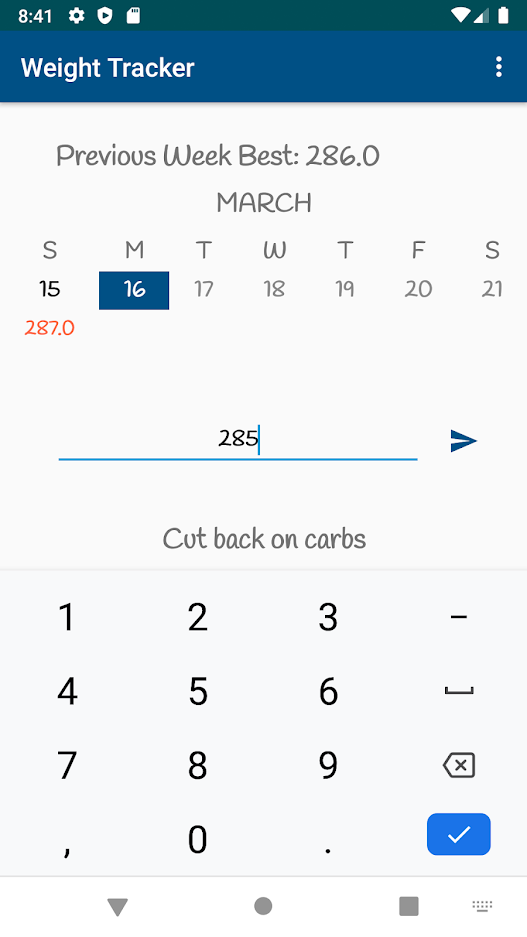 8:41
Weight Tracker
Previous Week Best: 286.0
MARCH
S M T W T F S
15 16 17 18 19 20 21
287.0
285
Cut back on carbs
1 2 3 –
4 5 6
7 8 9
, 0 .